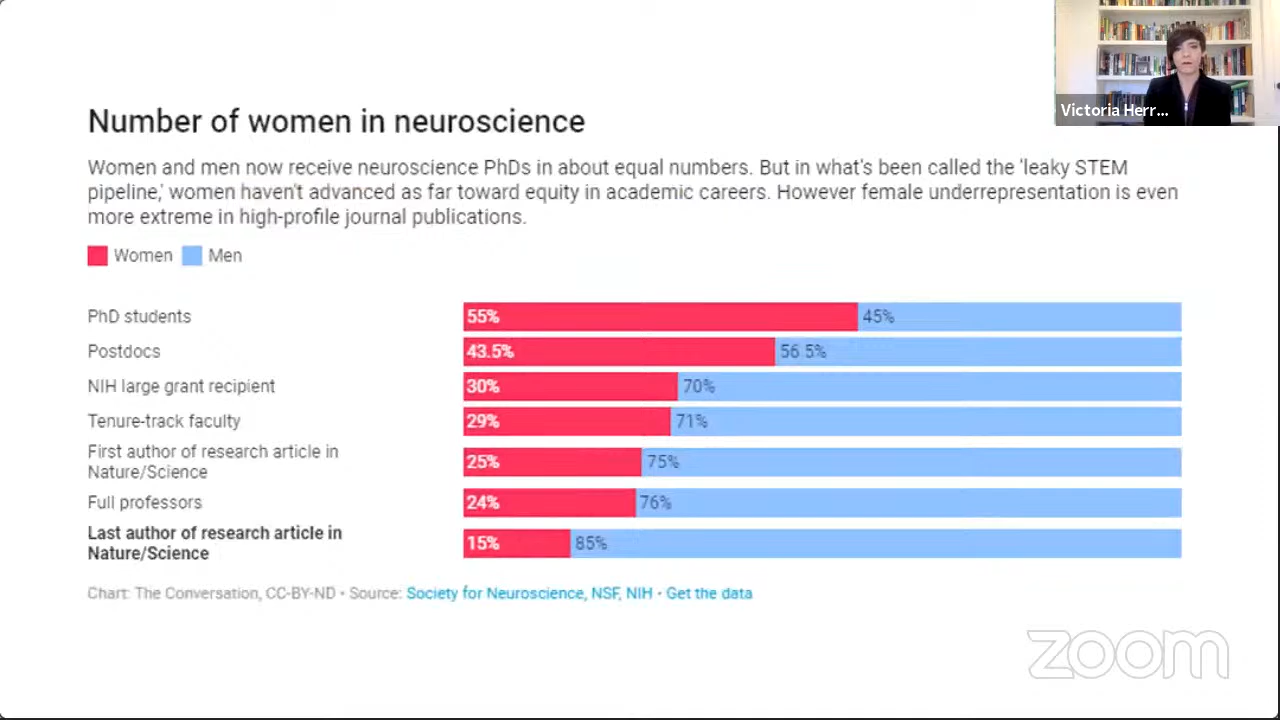 Victoria Herr...
Number of women in neuroscience
Women and men now receive neuroscience PhDs in about equal numbers. But in what's been called the 'leaky STEM
pipeline,' women haven't advanced as far toward equity in academic careers. However female underrepresentation is even
more extreme in high-profile journal publications.
Women Men
PhD students 55% 45%
Postdocs 43.5% 56.5%
NIH large grant recipient 30% 70%
Tenure-track faculty 29% 71%
First author of research article in
Nature/Science 25% 75%
Full professors 24% 76%
Last author of research article in
Nature/Science 15% 85%
Chart: The Conversation, CC-BY-ND • Source: Society for Neuroscience, NSF, NIH • Get the data
zoom